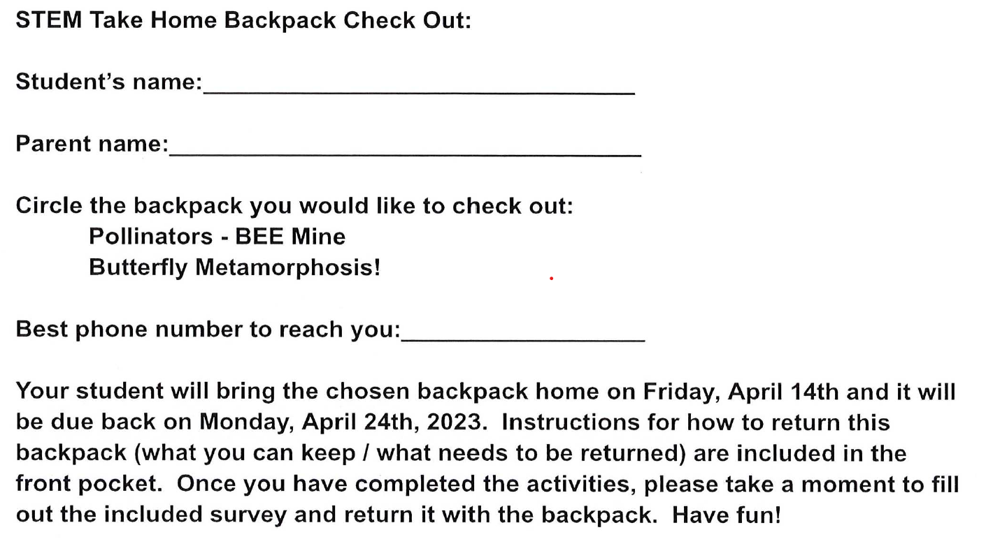 STEM Take Home Backpack Check Out:
Student's name:
Parent name:
Circle the backpack you would like to check out:
Pollinators - BEE Mine
Butterfly Metamorphosis!
Best phone number to reach you:
Your student will bring the chosen backpack home on Friday, April 14th and it will
be due back on Monday, April 24th, 2023.  Instructions for how to return this
backpack (what you can keep / what needs to be returned) are included in the
front pocket.  Once you have completed the activities, please take a moment to fill
out the included survey and return it with the backpack.  Have fun!